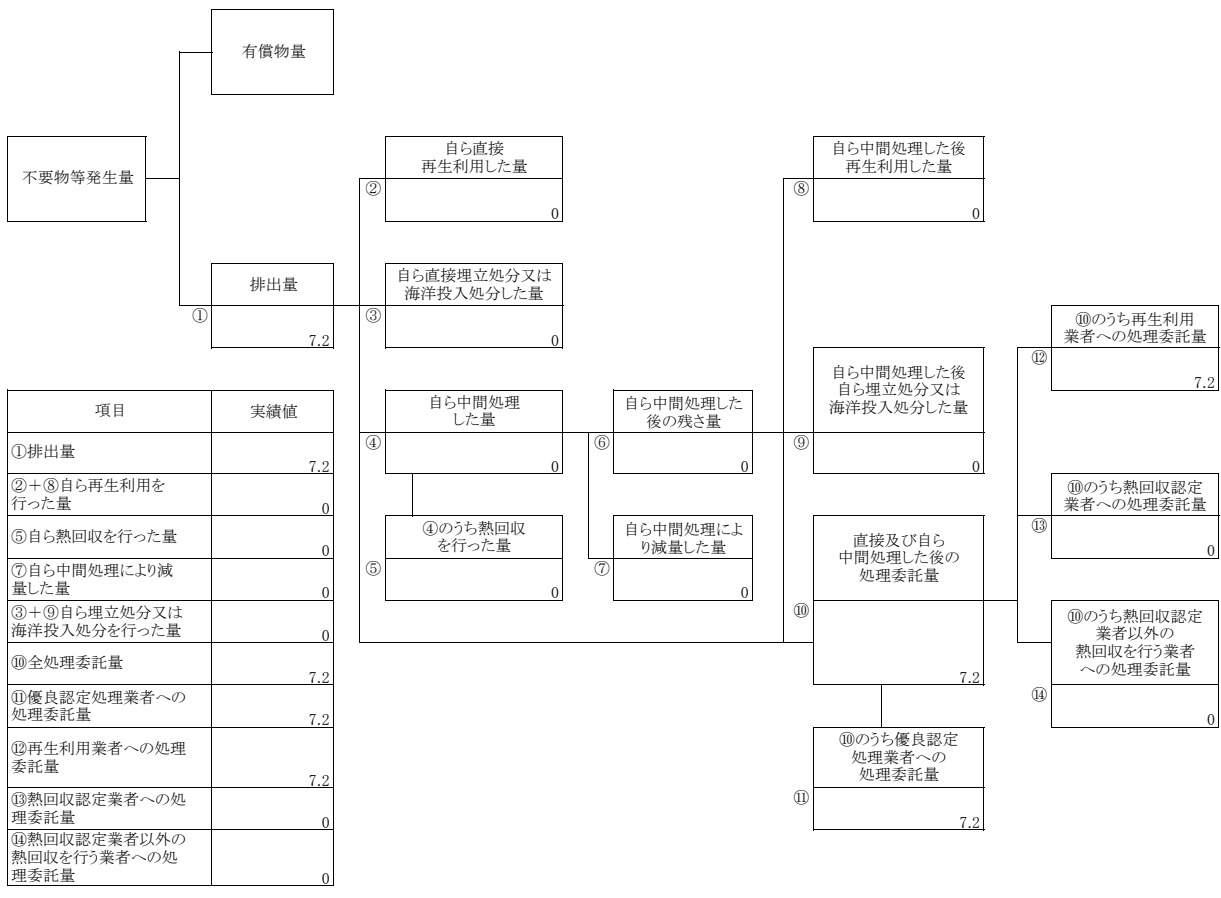 有償物量
不要物等発生量
自ら直接
再生利用した量
②
0
自ら中間処理した後
再生利用した量
⑧
0
排出量
①
7.2
自ら直接埋立処分又は
海洋投入処分した量
③
0
⑩のうち再生利用
業者への処理委託量
⑫
7.2
自ら中間処理
した量
④
0
自ら中間処理した
後の残さ量
⑥
0
自ら中間処理した後
自ら埋立処分又は
海洋投入処分した量
⑨
0
⑩のうち熱回収認定
業者への処理委託量
⑬
0
④のうち熱回収
を行った量
⑤
0
自ら中間処理によ
り減量した量
⑦
0
直接及び自ら
中間処理した後の
処理委託量
⑩
7.2
⑩のうち熱回収認定
業者以外の
熱回収を行う業者
への処理委託量
⑭
0
⑩のうち優良認定
処理業者への
処理委託量
⑪
7.2
項目 実績値
①排出量
7.2
②+⑧自ら再生利用を
行った量
0
⑤自ら熱回収を行った量
0
⑦自ら中間処理により減
量した量
0
③+⑨自ら埋立処分又は
海洋投入処分を行った量
0
⑩全処理委託量
7.2
⑪優良認定処理業者への
処理委託量
7.2
⑫再生利用業者への処理
委託量
7.2
⑬熱回収認定業者への処
理委託量
0
⑭熱回収認定業者以外の
熱回収を行う業者への処
理委託量
0